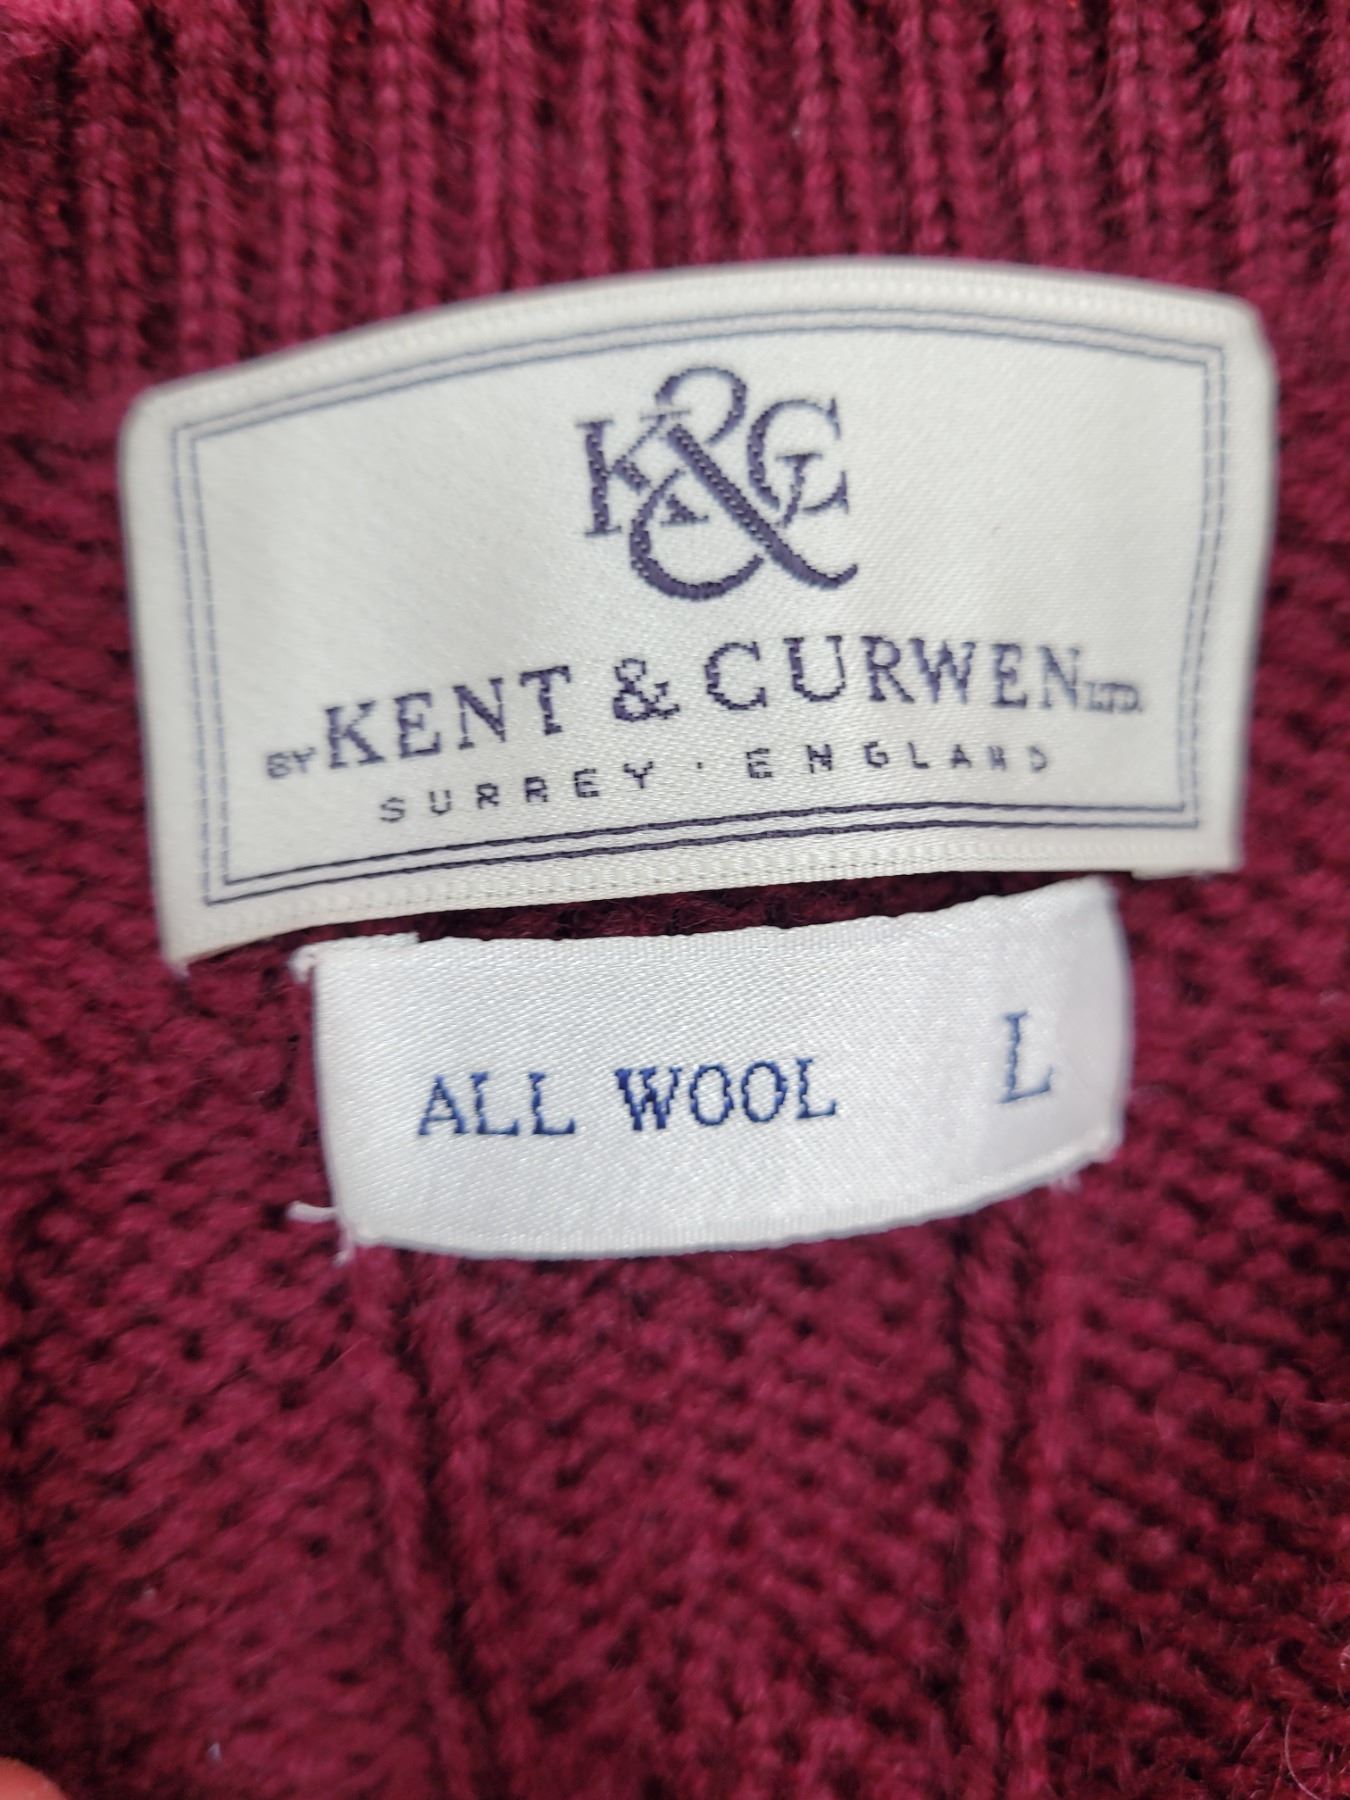 K&C
BY KENT & CURWEN LTD.
SURREY · ENGLAND
ALL WOOL L